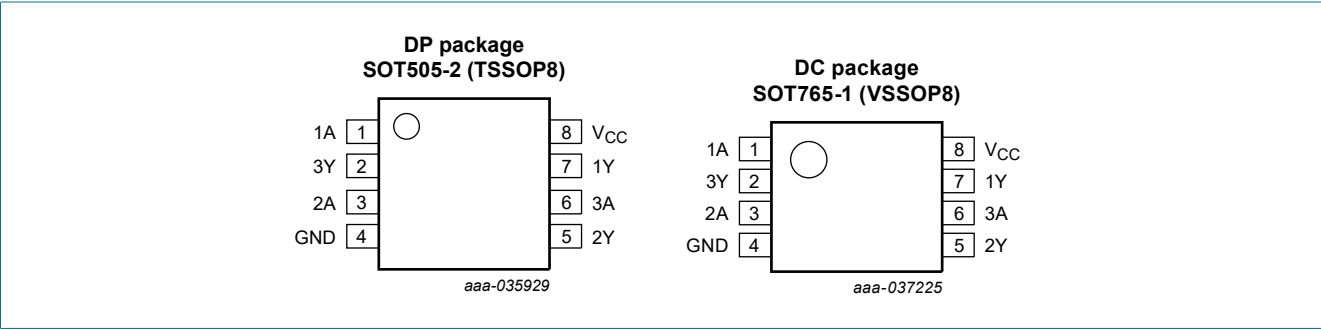 DP package
SOT505-2 (TSSOP8)
1A 1 8 VCC
3Y 2 7 1Y
2A 3 6 3A
GND 4 5 2Y
aaa-035929
DC package
SOT765-1 (VSSOP8)
1A 1 8 VCC
3Y 2 7 1Y
2A 3 6 3A
GND 4 5 2Y
aaa-037225